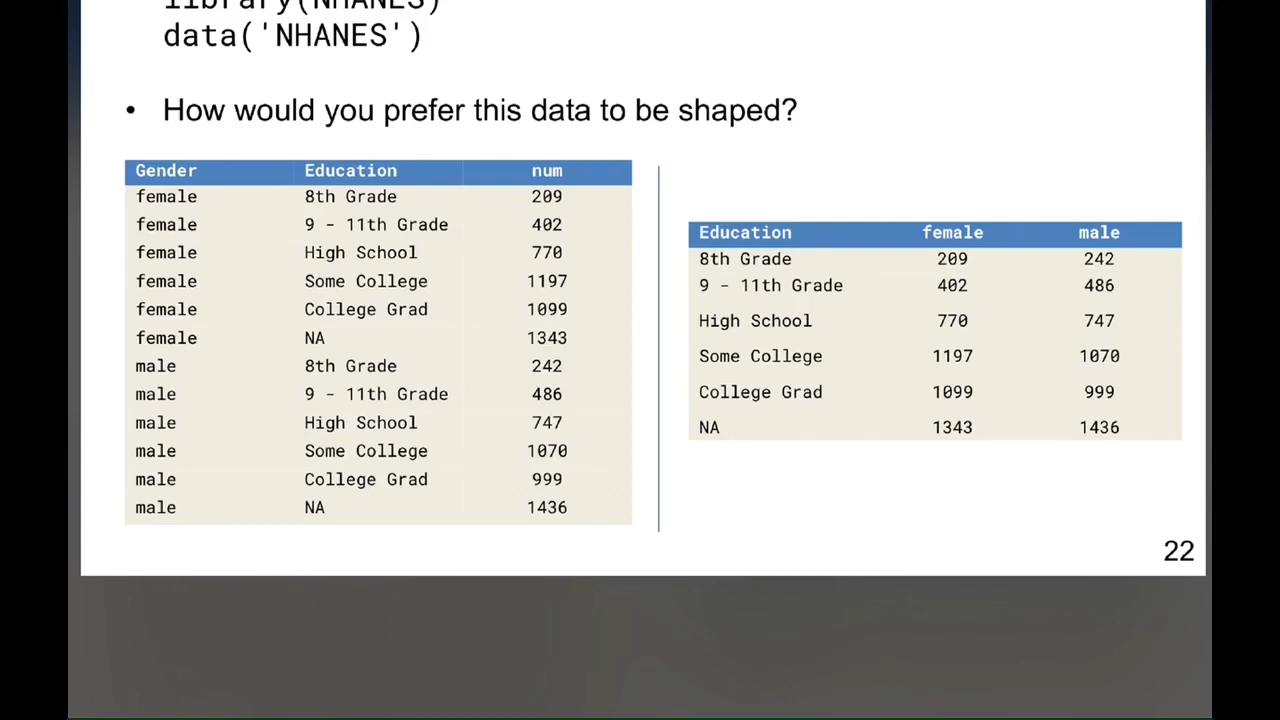 library(NHANES)
data('NHANES')
• How would you prefer this data to be shaped?
Gender Education num
female 8th Grade 209
female 9 - 11th Grade 402
female High School 770
female Some College 1197
female College Grad 1099
female NA 1343
male 8th Grade 242
male 9 - 11th Grade 486
male High School 747
male Some College 1070
male College Grad 999
male NA 1436
Education female male
8th Grade 209 242
9 - 11th Grade 402 486
High School 770 747
Some College 1197 1070
College Grad 1099 999
NA 1343 1436
22